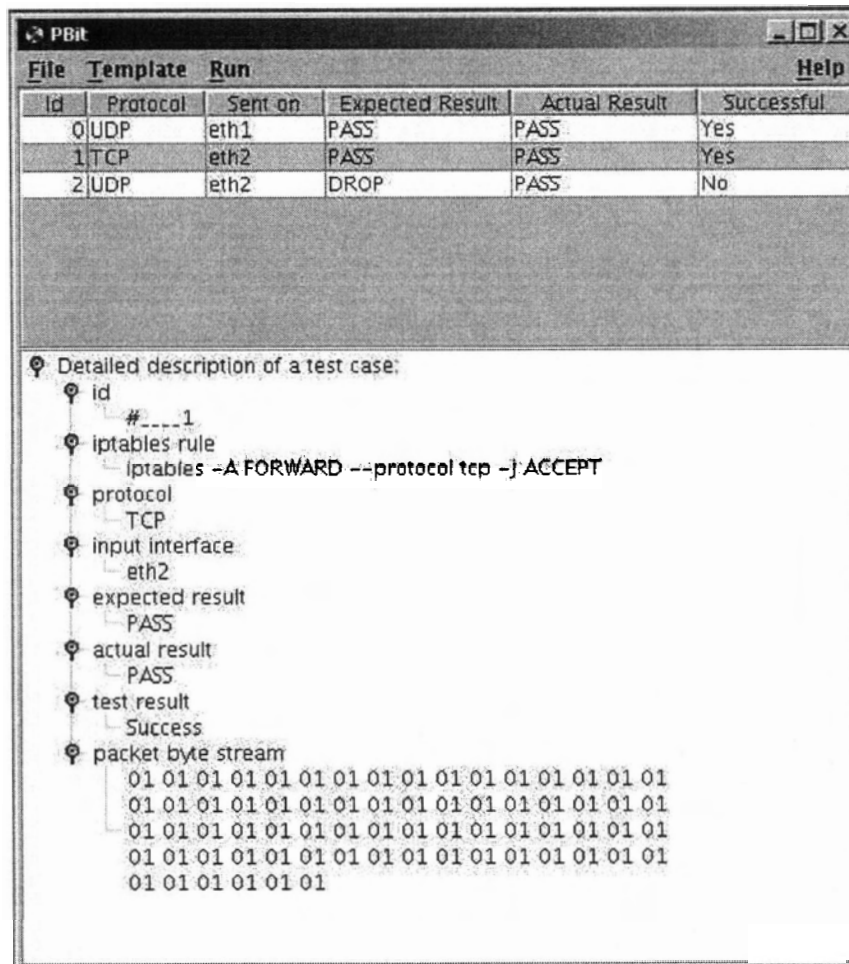 PBit
File Template Run Help
Id Protocol Sent on Expected Result Actual Result Successful
0 UDP eth1 PASS PASS Yes
1 TCP eth2 PASS PASS Yes
2 UDP eth2 DROP PASS No
Detailed description of a test case:
id
#____1
iptables rule
iptables -A FORWARD --protocol tcp -j ACCEPT
protocol
TCP
input interface
eth2
expected result
PASS
actual result
PASS
test result
Success
packet byte stream
01 01 01 01 01 01 01 01 01 01 01 01 01 01 01 01
01 01 01 01 01 01 01 01 01 01 01 01 01 01 01 01
01 01 01 01 01 01 01 01 01 01 01 01 01 01 01 01
01 01 01 01 01 01 01 01 01 01 01 01 01 01 01 01
01 01 01 01 01 01